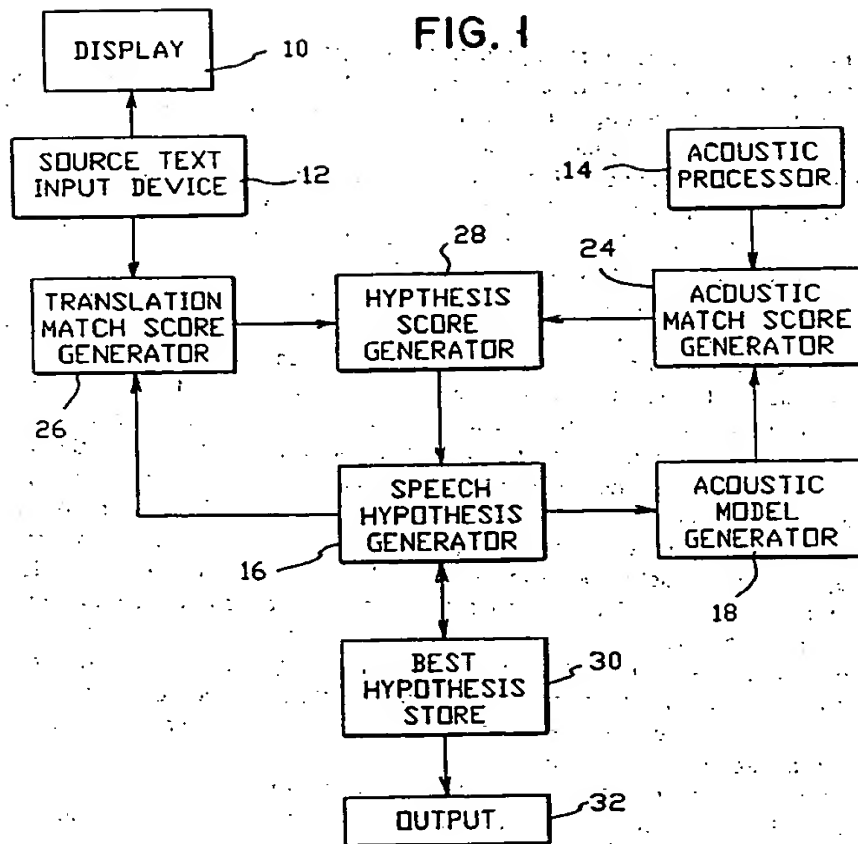 FIG. 1
DISPLAY
10
SOURCE TEXT
INPUT DEVICE
12
14
ACOUSTIC
PROCESSOR
28
24
TRANSLATION
MATCH SCORE
GENERATOR
26
HYPTHESIS
SCORE
GENERATOR
ACOUSTIC
MATCH SCORE
GENERATOR
SPEECH
HYPOTHESIS
GENERATOR
16
ACOUSTIC
MODEL
GENERATOR
18
BEST
HYPOTHESIS
STORE
30
OUTPUT
32